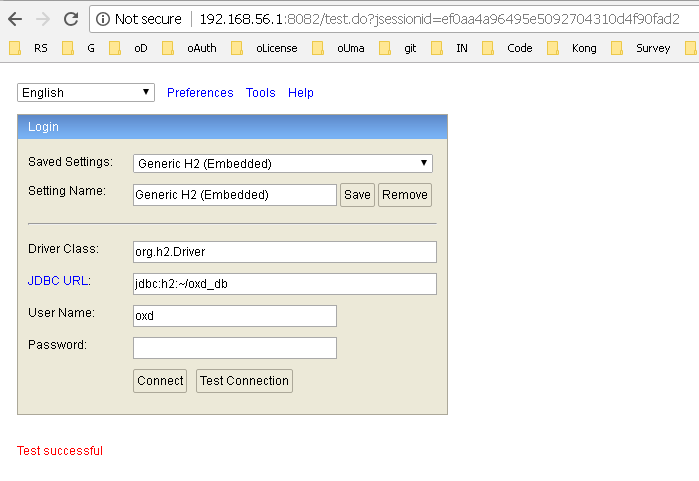 Not secure | 192.168.56.1:8082/test.do?jsessionid=ef0aa4a96495e5092704310d4f90fad2
RS G oD oAuth oLicense oUma git IN Code Kong Survey
English Preferences Tools Help
Login
Saved Settings: Generic H2 (Embedded)
Setting Name: Generic H2 (Embedded) Save Remove
Driver Class: org.h2.Driver
JDBC URL: jdbc:h2:~/oxd_db
User Name: oxd
Password:
Connect Test Connection
Test successful